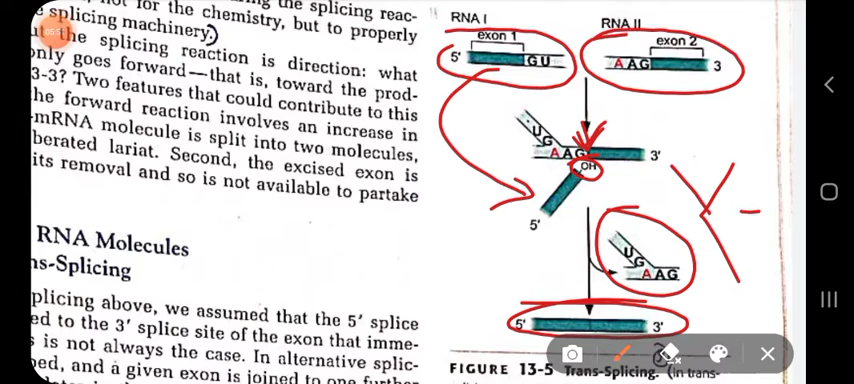 not for the chemistry, but to properly
splicing machinery.
the splicing reaction is direction: what
only goes forward—that is, toward the prod-
3-3? Two features that could contribute to this
he forward reaction involves an increase in
-mRNA molecule is split into two molecules,
berated lariat. Second, the excised exon is
its removal and so is not available to partake
RNA Molecules
ns-Splicing
plicing above, we assumed that the 5′ splice
ed to the 3′ splice site of the exon that imme-
s is not always the case. In alternative splic-
ped, and a given exon is joined to one further
RNA I
RNA II
exon 1
exon 2
5′
GU
AAG
3
U
G
AAG
3′
OH
5′
U
G
AAG
5′
3′
FIGURE 13-5 Trans-Splicing. (in trans-